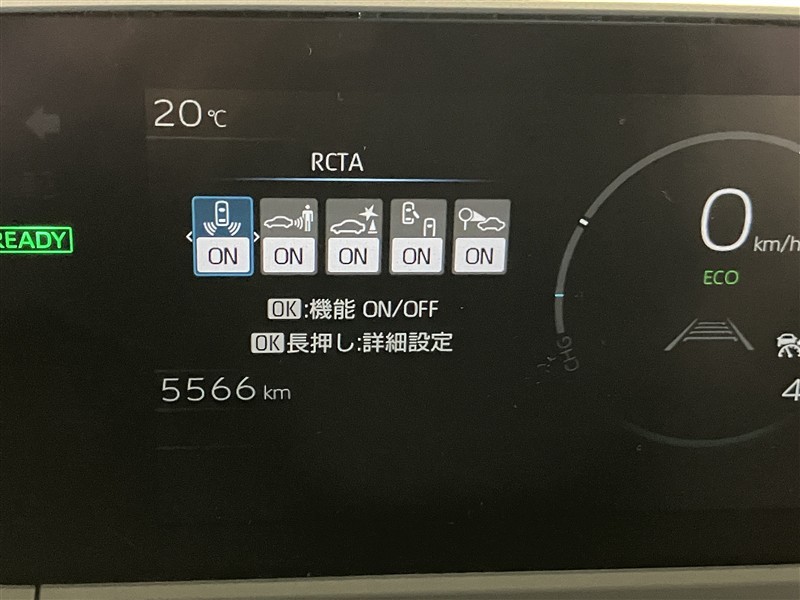 20℃
RCTA
READY
ON ON ON ON ON
0 km/h
ECO
OK:機能 ON/OFF
OK長押し:詳細設定
CHG
5566 km
4